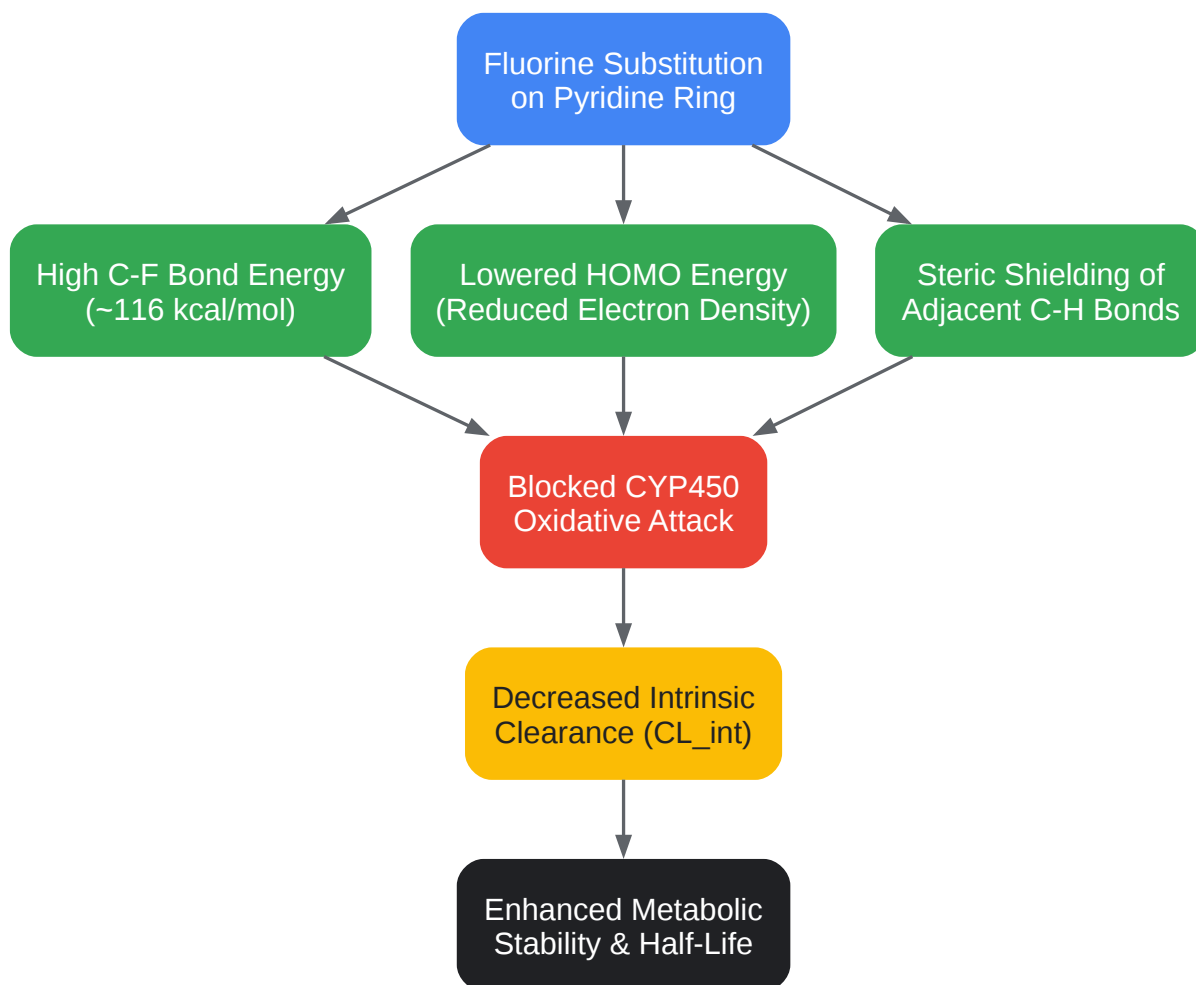 Fluorine Substitution
on Pyridine Ring
High C-F Bond Energy
(~116 kcal/mol)
Lowered HOMO Energy
(Reduced Electron Density)
Steric Shielding of
Adjacent C-H Bonds
Blocked CYP450
Oxidative Attack
Decreased Intrinsic
Clearance (CL_int)
Enhanced Metabolic
Stability & Half-Life